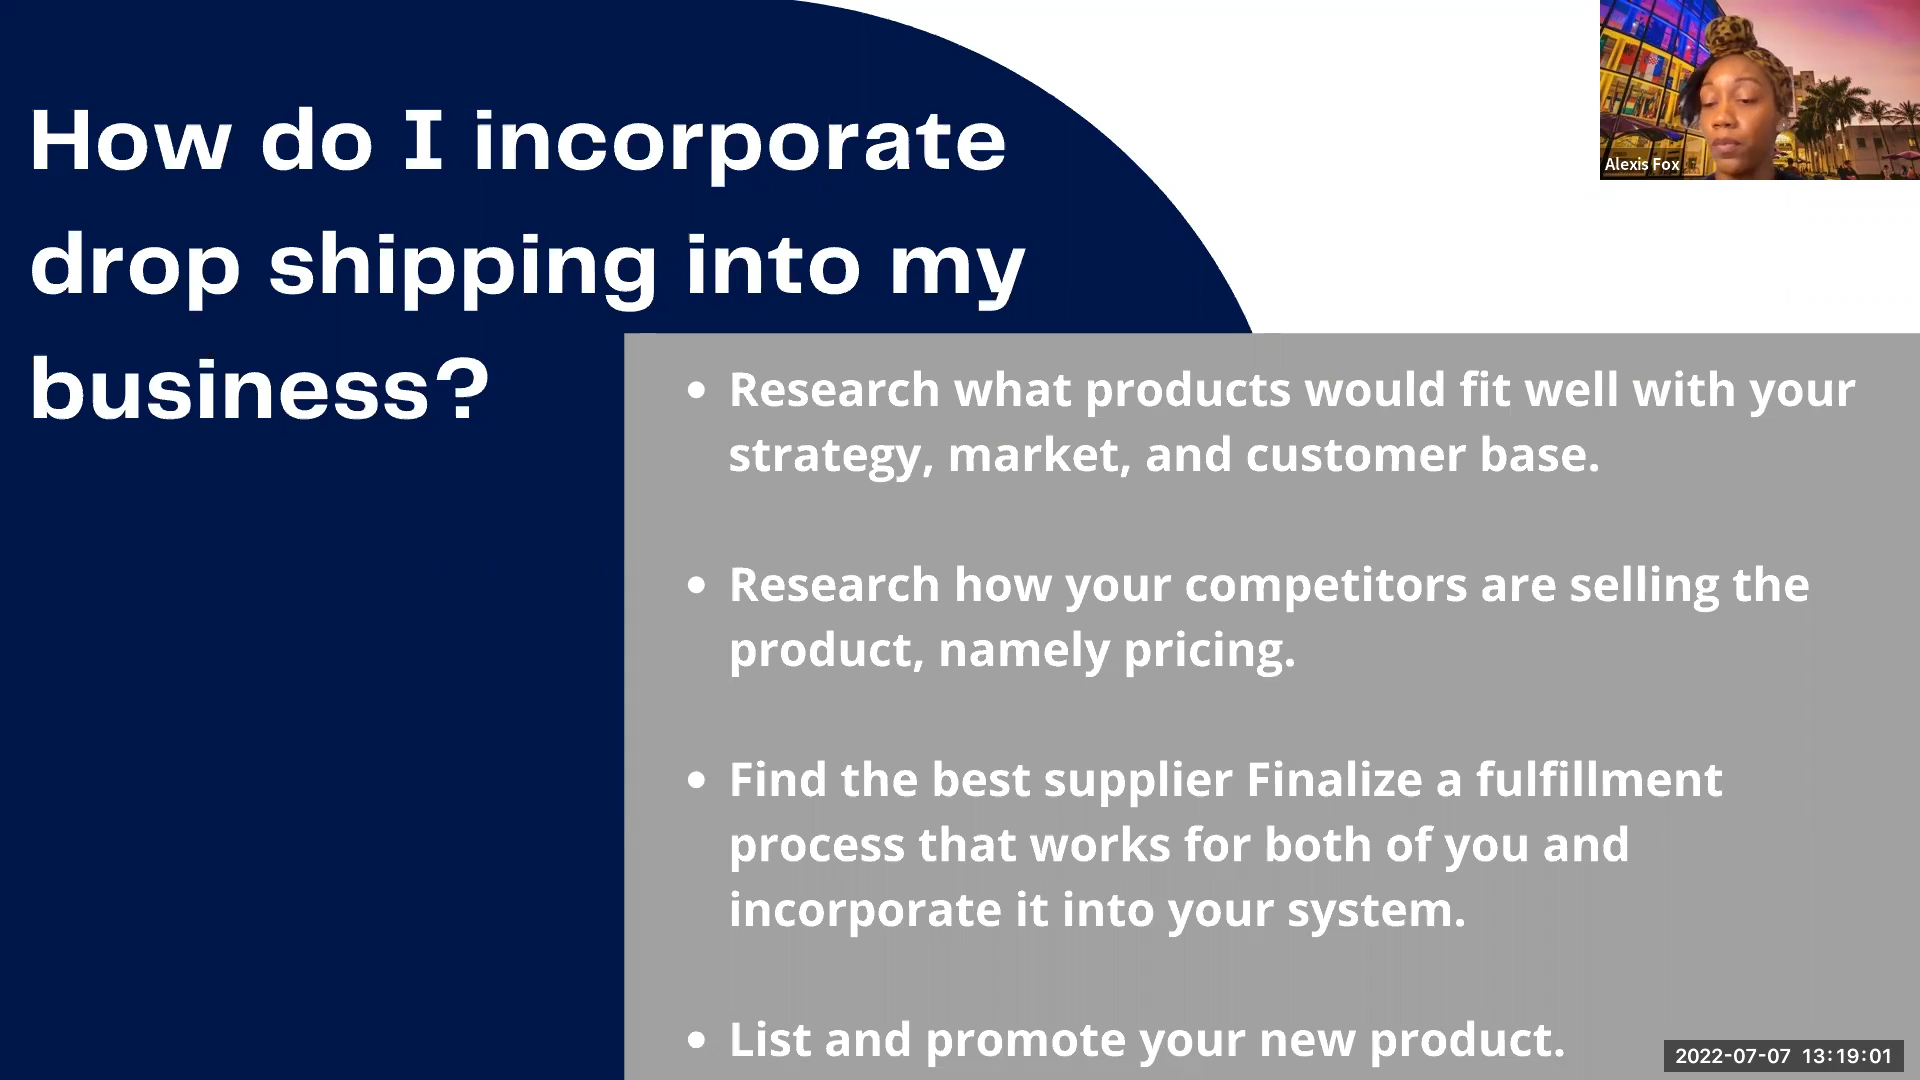 How do I incorporate
drop shipping into my
business?
Alexis Fox
• Research what products would fit well with your
strategy, market, and customer base.
• Research how your competitors are selling the
product, namely pricing.
• Find the best supplier Finalize a fulfillment
process that works for both of you and
incorporate it into your system.
• List and promote your new product.
2022-07-07 13:19:01